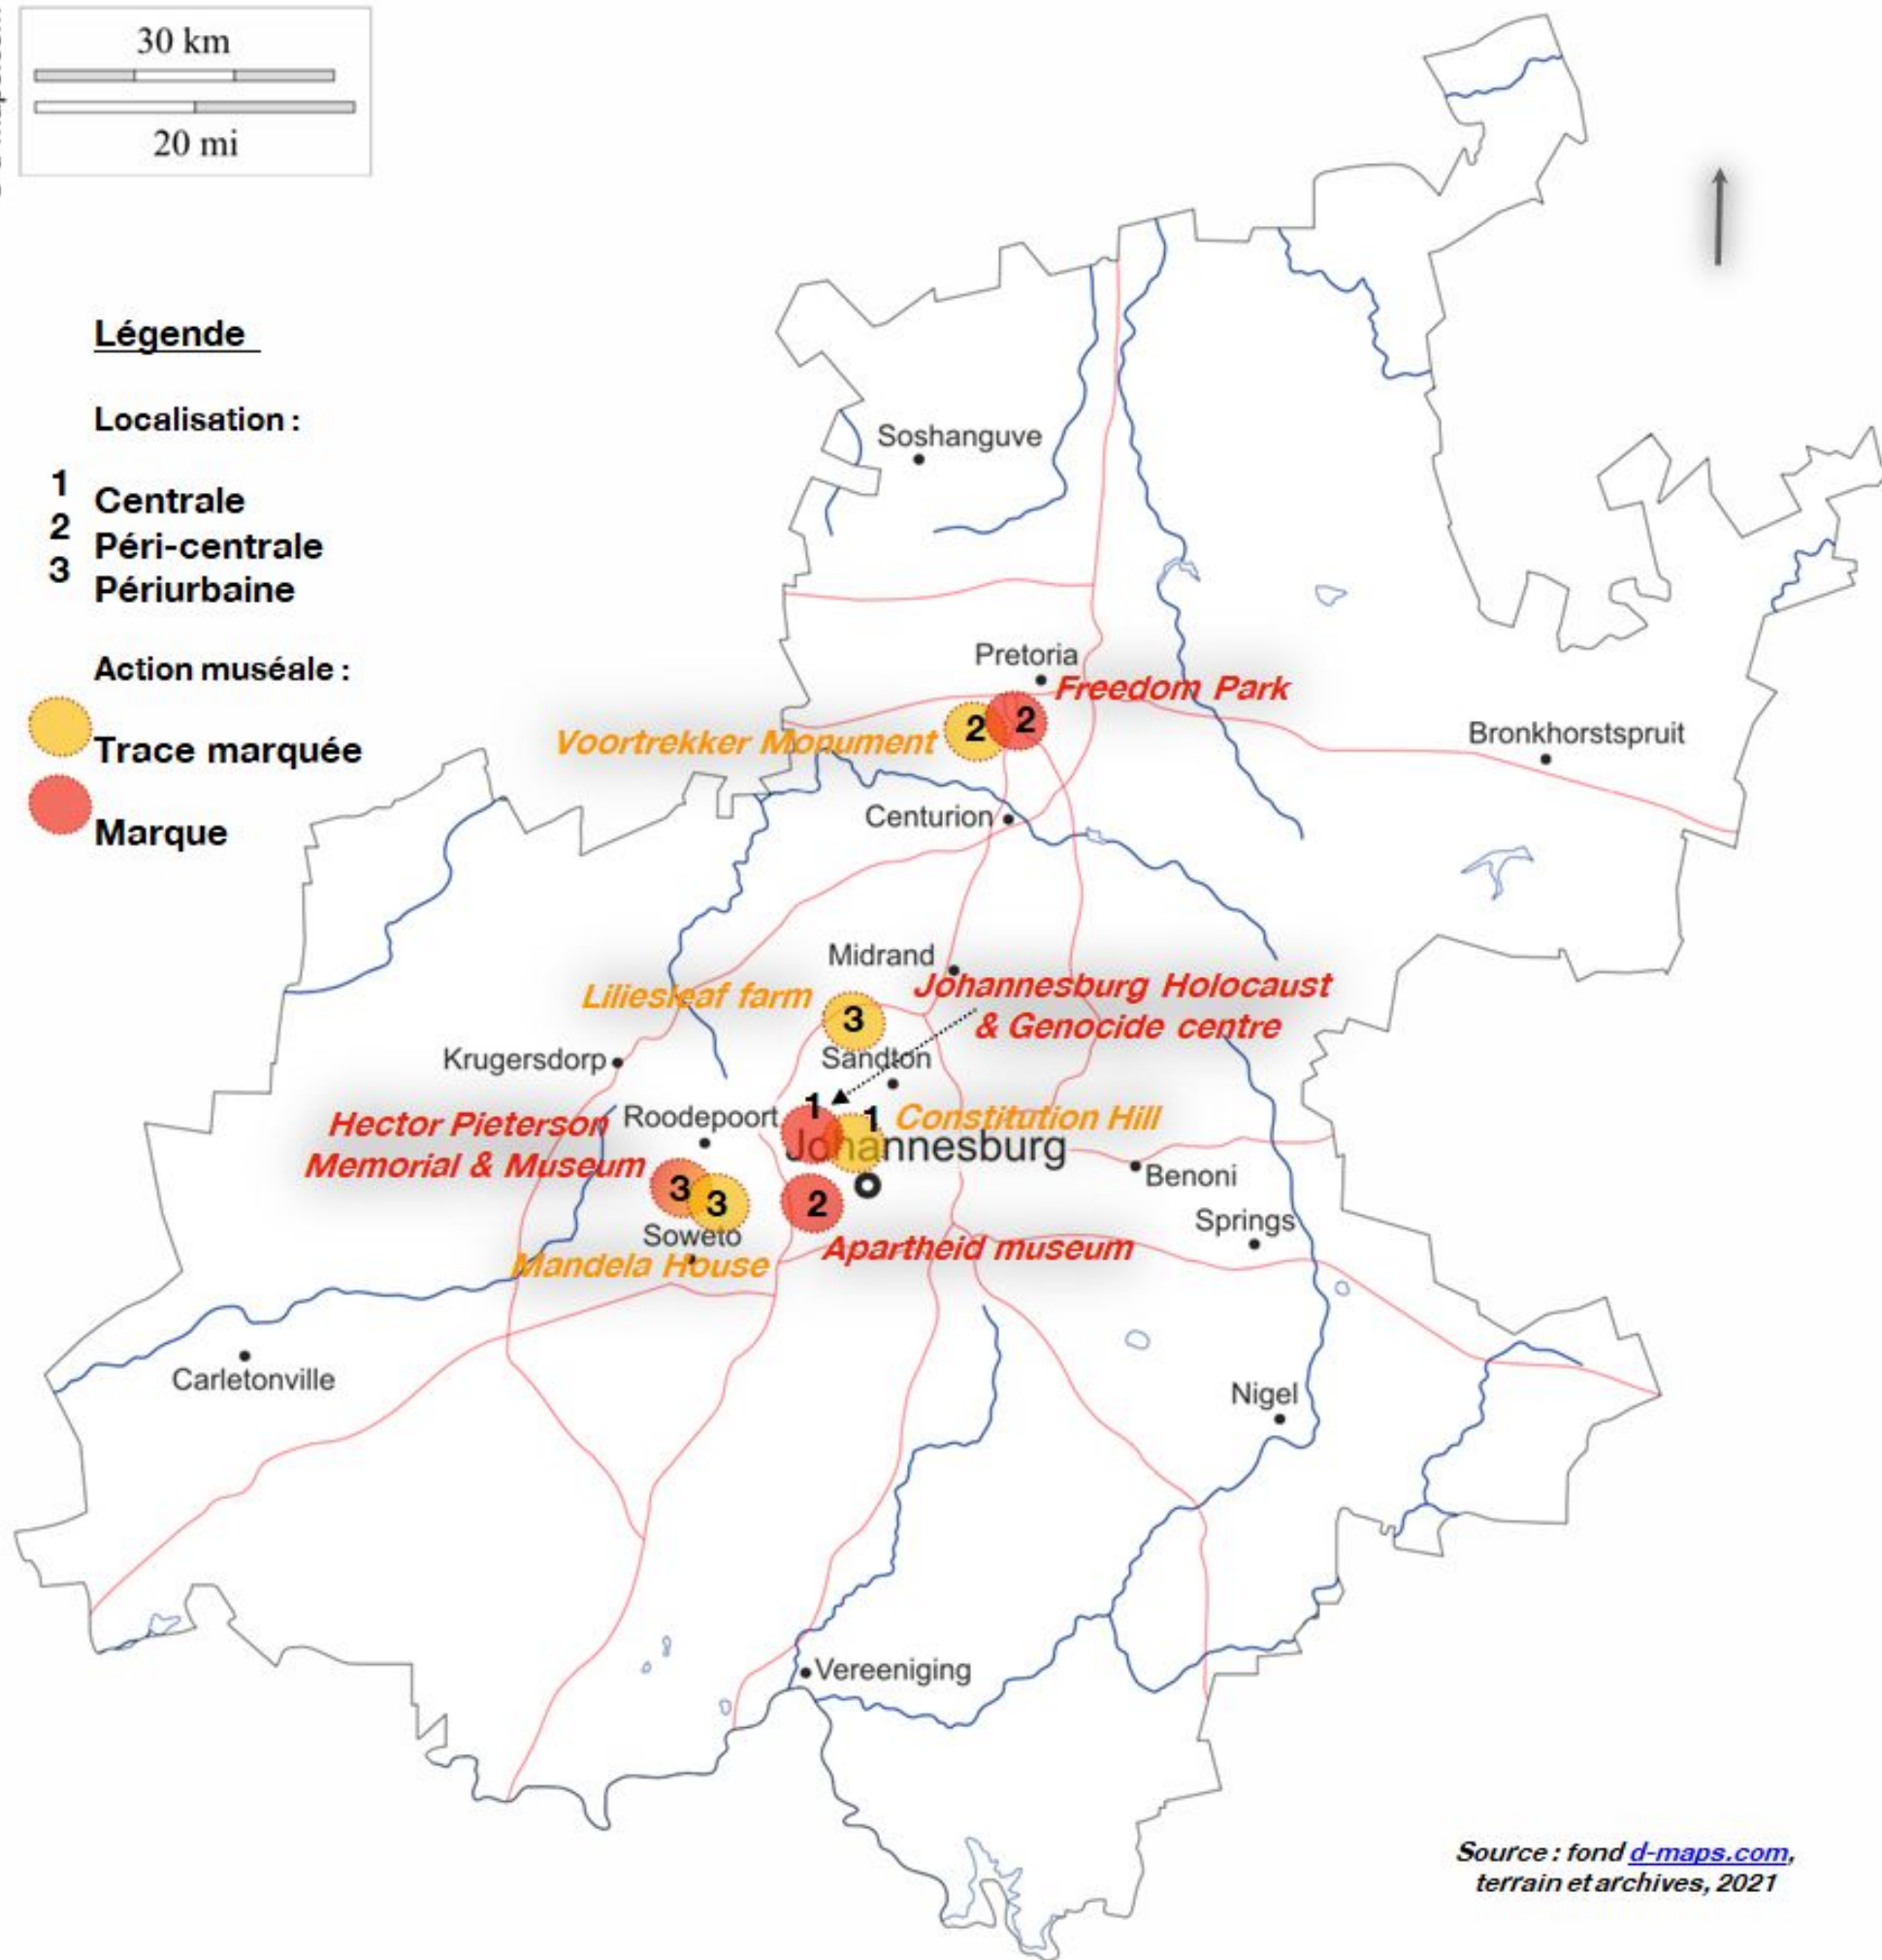 30 km
20 mi
Légende
Localisation :
1 Centrale
2 Péri-centrale
3 Périurbaine
Action muséale :
Trace marquée
Marque
Soshanguve
Pretoria
Freedom Park
2
2
Voortrekker Monument
Bronkhorstspruit
Centurion
Midrand
Liliesleaf farm
3
Johannesburg Holocaust
& Genocide centre
Sandton
Krugersdorp
1
1
Constitution Hill
Hector Pieterson
Memorial & Museum
Roodepoort
Johannesburg
Benoni
3
3
2
Springs
Soweto
Mandela House
Apartheid museum
Carletonville
Nigel
Vereeniging
Source : fond d-maps.com,
terrain et archives, 2021